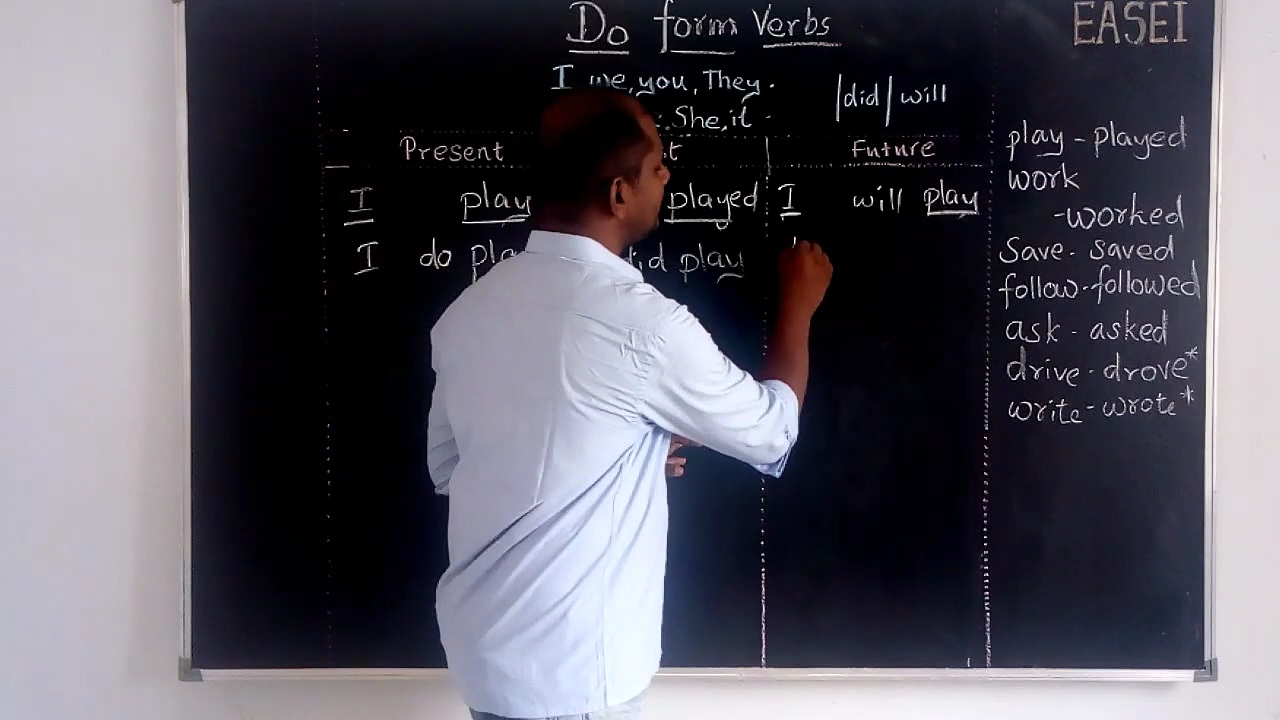 Do form Verbs
EASEI
I we, you, They.
She, it
/did/will
Present
Future
I play played I will play
I do play
play - played
work
-worked
Save - saved
follow - followed
ask - asked
drive - drove*
write - wrote*